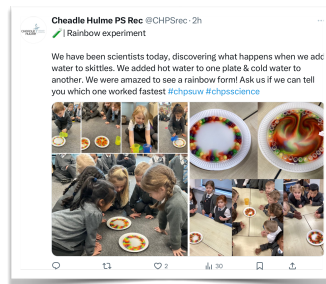 Cheadle Hulme PS Rec @CHPSrec · 2h
| Rainbow experiment
We have been scientists today, discovering what happens when we add
water to skittles. We added hot water to one plate & cold water to
another. We were amazed to see a rainbow form! Ask us if we can tell
you which one worked fastest #chpsuw #chpsscience
2
30